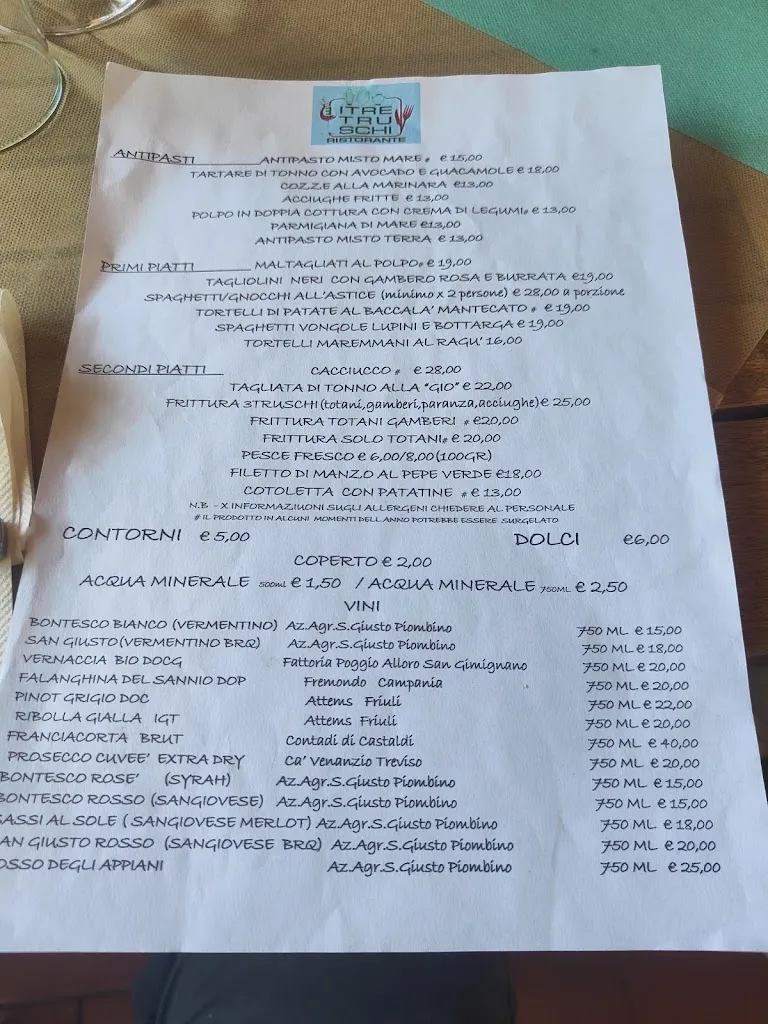 ITRE
TRU
SCHI
RISTORANTE
ANTIPASTI ANTIPASTO MISTO MARE # € 15,00
TARTARE DI TONNO CON AVOCADO E GUACAMOLE € 18,00
COZZE ALLA MARINARA €13,00
ACCIUGHE FRITTE € 13,00
POLPO IN DOPPIA COTTURA CON CREMA DI LEGUMI# € 13,00
PARMIGIANA DI MARE €13,00
ANTIPASTO MISTO TERRA € 13,00
PRIMI PIATTI MALTAGLIATI AL POLPO# € 19,00
TAGLIOLINI NERI CON GAMBERO ROSA E BURRATA €19,00
SPAGHETTI/GNOCCHI ALL'ASTICE (minimo x 2 persone) € 28,00 a porzione
TORTELLI DI PATATE AL BACCALA' MANTECATO # € 19,00
SPAGHETTI VONGOLE LUPINI E BOTTARGA € 19,00
TORTELLI MAREMMANI AL RAGU' 16,00
SECONDI PIATTI CACCIUCCO # € 28,00
TAGLIATA DI TONNO ALLA "GIO" € 22,00
FRITTURA 3TRUSCHI(totani,gamberi,paranza,acciughe) € 25,00
FRITTURA TOTANI GAMBERI # €20,00
FRITTURA SOLO TOTANI# € 20,00
PESCE FRESCO € 6,00/8,00(100GR)
FILETTO DI MANZO AL PEPE VERDE €18,00
COTOLETTA CON PATATINE # € 13,00
N.B - X INFORMAZIUONI SUGLI ALLERGENI CHIEDERE AL PERSONALE
# IL PRODOTTO IN ALCUNI MOMENTI DELL ANNO POTREBBE ESSERE SURGELATO
CONTORNI € 5,00 DOLCI €6,00
COPERTO € 2,00
ACQUA MINERALE 500ml € 1,50 / ACQUA MINERALE 750ML € 2,50
VINI
BONTESCO BIANCO (VERMENTINO) Az.Agr.S.Giusto Piombino 750 ML € 15,00
SAN GIUSTO(VERMENTINO BRQ) Az.Agr.S.Giusto Piombino 750 ML € 18,00
VERNACCIA BIO DOCG Fattoria Poggio Alloro San Gimignano 750 ML € 20,00
FALANGHINA DEL SANNIO DOP Fremondo Campania 750 ML € 20,00
PINOT GRIGIO DOC Attems Friuli 750 ML € 22,00
RIBOLLA GIALLA IGT Attems Friuli 750 ML € 20,00
FRANCIACORTA BRUT Contadi di Castaldi 750 ML € 40,00
PROSECCO CUVEE' EXTRA DRY Ca' Venanzio Treviso 750 ML € 20,00
BONTESCO ROSE' (SYRAH) Az.Agr.S.Giusto Piombino 750 ML € 15,00
BONTESCO ROSSO (SANGIOVESE) Az.Agr.S.Giusto Piombino 750 ML € 15,00
SASSI AL SOLE ( SANGIOVESE MERLOT) Az.Agr.S.Giusto Piombino 750 ML € 18,00
AN GIUSTO ROSSO (SANGIOVESE BRQ) Az.Agr.S.Giusto Piombino 750 ML € 20,00
OSSO DEGLI APPIANI Az.Agr.S.Giusto Piombino 750 ML € 25,00